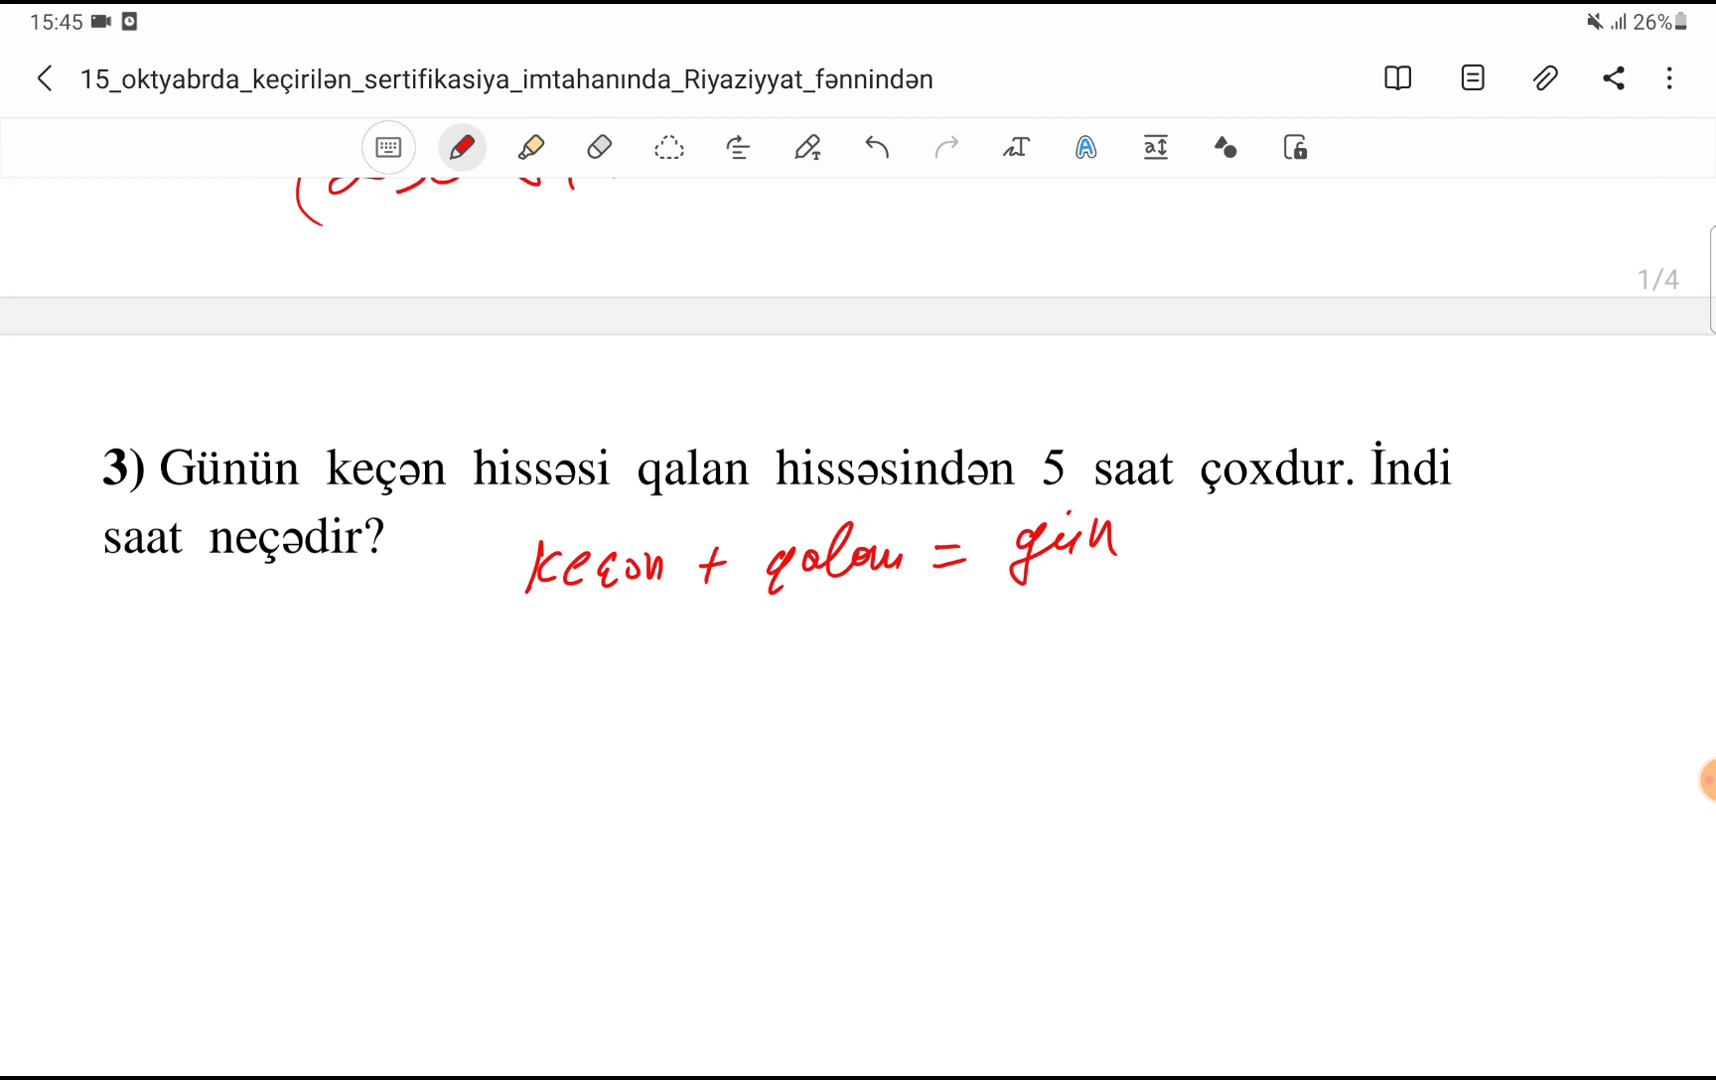 15:45
26%
15_oktyabrda_keçirilən_sertifikasiya_imtahanında_Riyaziyyat_fənnindən
1/4
3) Günün keçən hissəsi qalan hissəsindən 5 saat çoxdur. İndi
saat neçədir?
keçən + qalan = gün